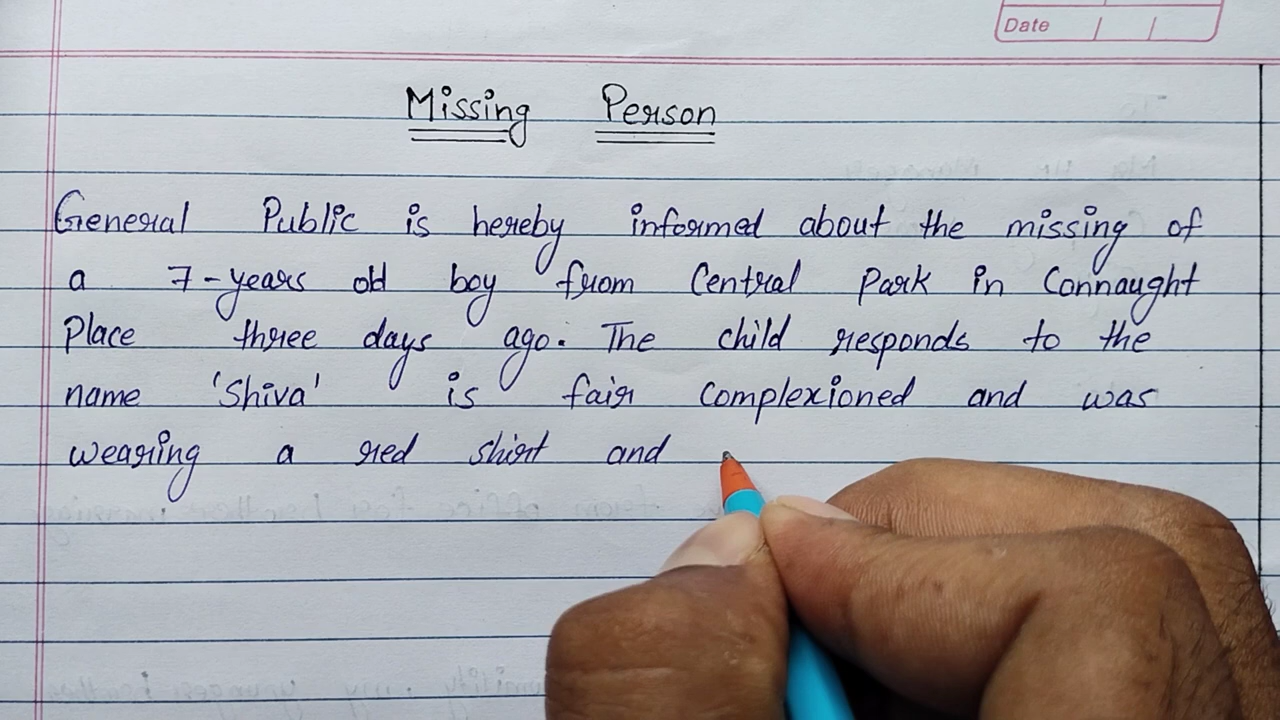 Date
Missing Person
General Public is hereby informed about the missing of
a 7-years old boy from Central Park in Connaught
Place three days ago. The child responds to the
name 'Shiva' is fair complexioned and was
wearing a red shirt and